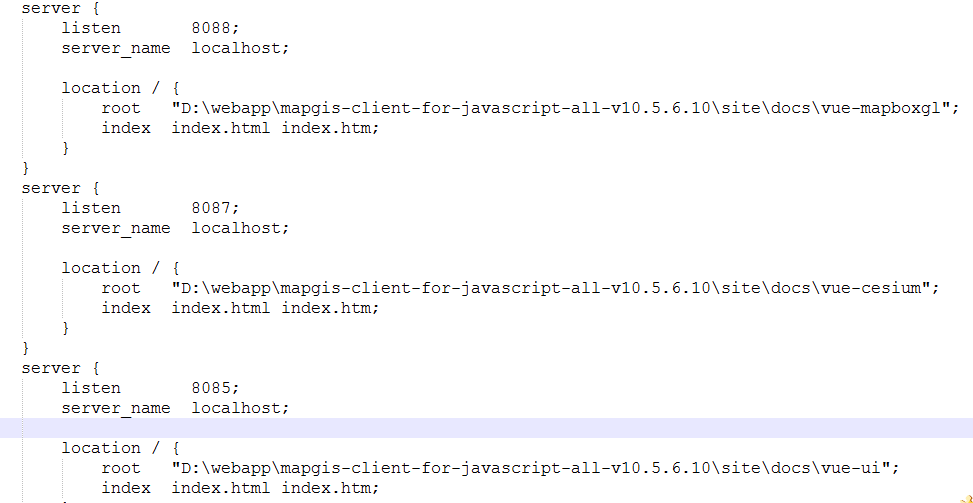 server {
    listen       8088;
    server_name  localhost;
    location / {
        root   "D:\webapp\mapgis-client-for-javascript-all-v10.5.6.10\site\docs\vue-mapboxgl";
        index  index.html index.htm;
    }
}
server {
    listen       8087;
    server_name  localhost;
    location / {
        root   "D:\webapp\mapgis-client-for-javascript-all-v10.5.6.10\site\docs\vue-cesium";
        index  index.html index.htm;
    }
}
server {
    listen       8085;
    server_name  localhost;
    location / {
        root   "D:\webapp\mapgis-client-for-javascript-all-v10.5.6.10\site\docs\vue-ui";
        index  index.html index.htm;